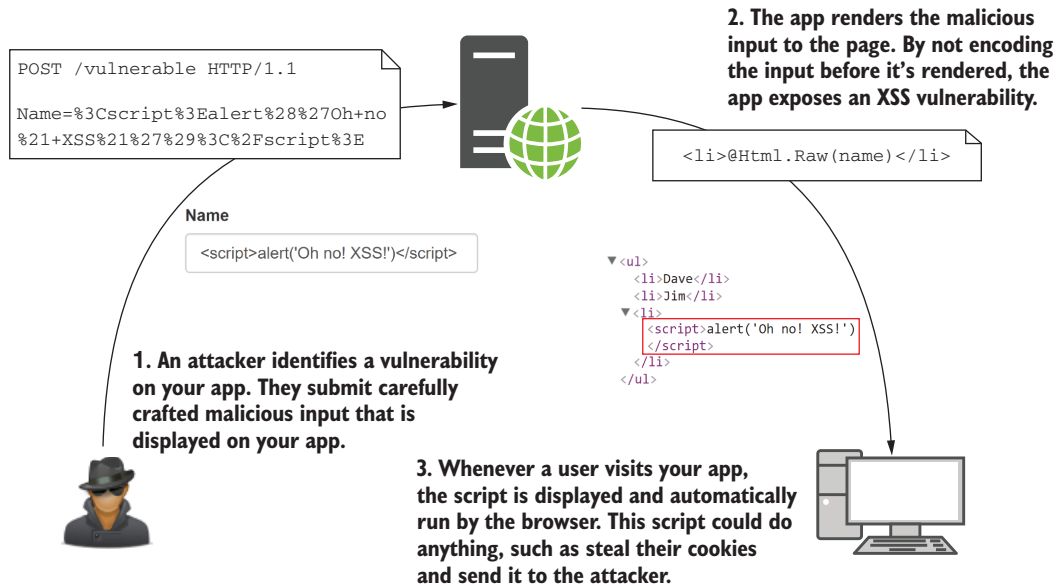 POST /vulnerable HTTP/1.1
Name=%3Cscript%3Ealert%28%27Oh+no
%21+XSS%21%27%29%3C%2Fscript%3E
2. The app renders the malicious
input to the page. By not encoding
the input before it's rendered, the
app exposes an XSS vulnerability.
<li>@Html.Raw(name)</li>
Name
<script>alert('Oh no! XSS!')</script>
▼<ul>
<li>Dave</li>
<li>Jim</li>
▼<li>
<script>alert('Oh no! XSS!')
</script>
</li>
</ul>
1. An attacker identifies a vulnerability
on your app. They submit carefully
crafted malicious input that is
displayed on your app.
3. Whenever a user visits your app,
the script is displayed and automatically
run by the browser. This script could do
anything, such as steal their cookies
and send it to the attacker.